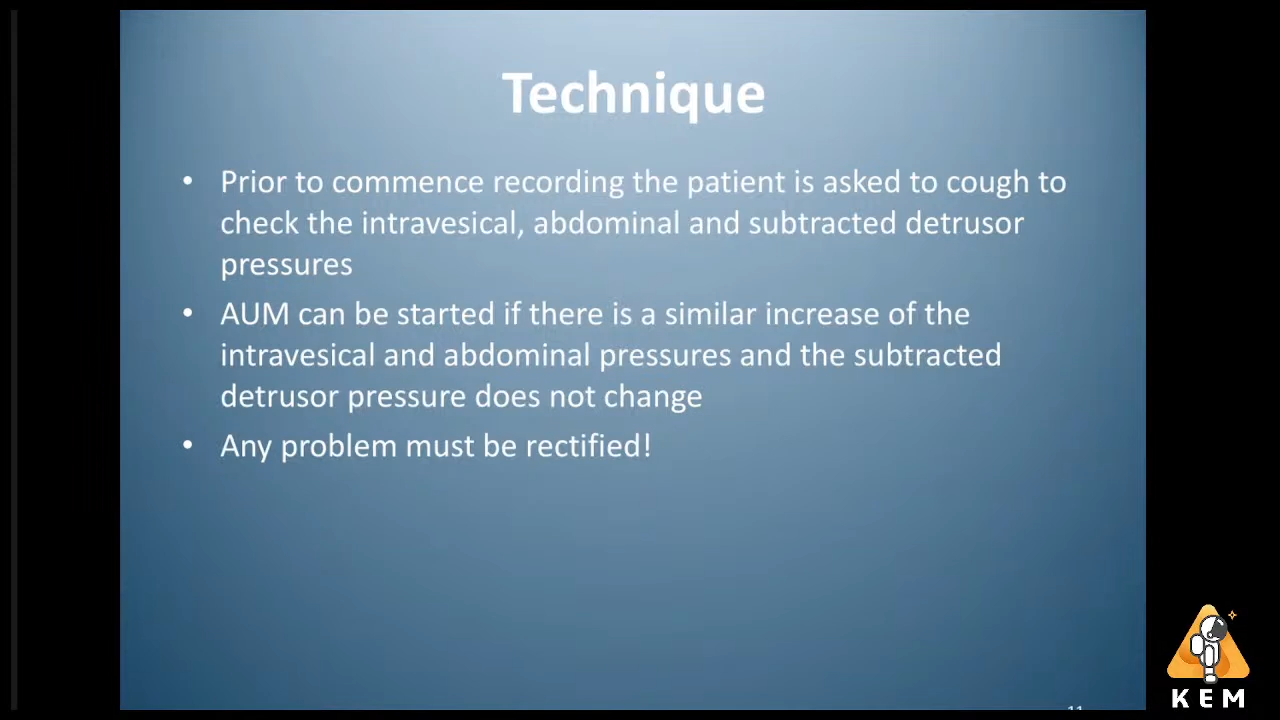 Technique
• Prior to commence recording the patient is asked to cough to
check the intravesical, abdominal and subtracted detrusor
pressures
• AUM can be started if there is a similar increase of the
intravesical and abdominal pressures and the subtracted
detrusor pressure does not change
• Any problem must be rectified!
11
KEM